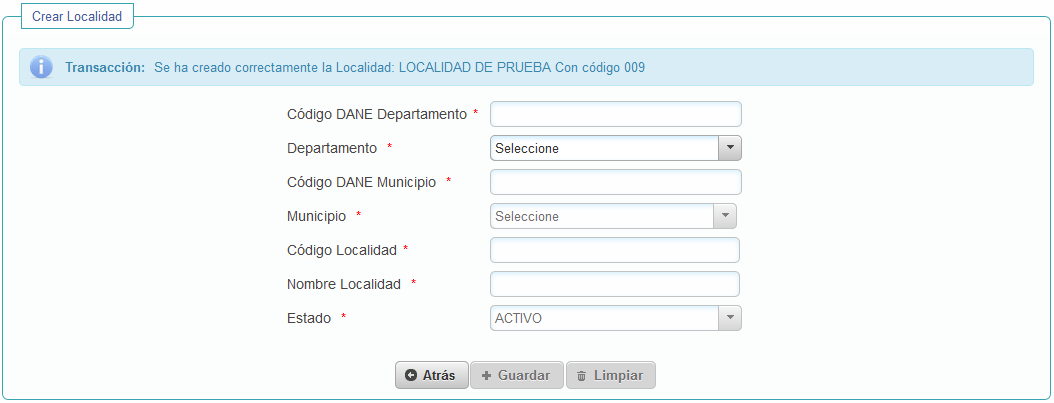 Crear Localidad
Transacción: Se ha creado correctamente la Localidad: LOCALIDAD DE PRUEBA Con código 009
Código DANE Departamento *
Departamento * Seleccione
Código DANE Municipio *
Municipio * Seleccione
Código Localidad *
Nombre Localidad *
Estado * ACTIVO
Atrás Guardar Limpiar